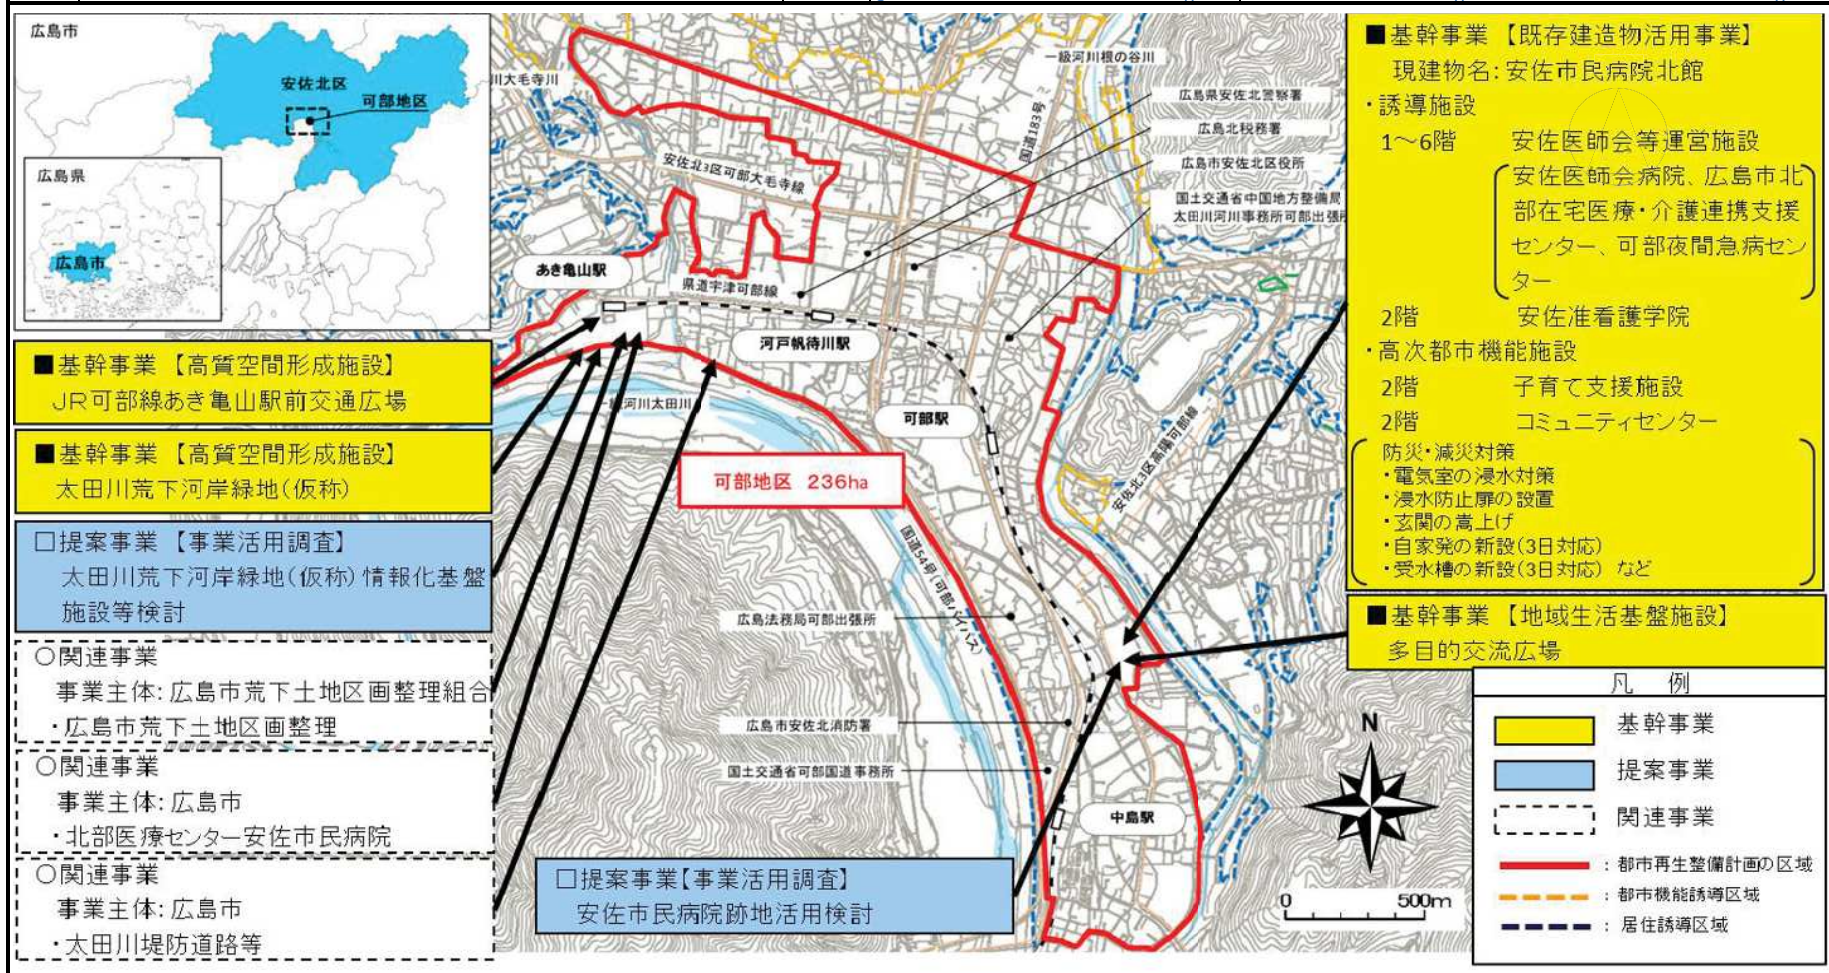 広島市
安佐北区
可部地区
広島県
広島市
■基幹事業 【高質空間形成施設】
JR可部線あき亀山駅前交通広場
■基幹事業 【高質空間形成施設】
太田川荒下河岸緑地(仮称)
□提案事業 【事業活用調査】
太田川荒下河岸緑地(仮称)情報化基盤
施設等検討
○関連事業
事業主体:広島市荒下土地区画整理組合
・広島市荒下土地区画整理
○関連事業
事業主体:広島市
・北部医療センター安佐市民病院
○関連事業
事業主体:広島市
・太田川堤防道路等
川大毛寺川
一級河川根の谷川
国道183号
広島県安佐北警察署
広島北税務署
広島市安佐北区役所
国土交通省中国地方整備局
太田川河川事務所可部出張所
安佐北3区可部大毛寺線
あき亀山駅
県道宇津可部線
河戸帆待川駅
一級河川太田川
可部駅
可部地区 236ha
安佐北3区高陽可部線
国道54号(可部バイパス)
広島法務局可部出張所
広島市安佐北消防署
国土交通省可部国道事務所
中島駅
□提案事業【事業活用調査】
安佐市民病院跡地活用検討
N
0 500m
■基幹事業 【既存建造物活用事業】
現建物名:安佐市民病院北館
・誘導施設
1~6階 安佐医師会等運営施設
安佐医師会病院、広島市北
部在宅医療・介護連携支援
センター、可部夜間急病セン
ター
2階 安佐准看護学院
・高次都市機能施設
2階 子育て支援施設
2階 コミュニティセンター
防災・減災対策
・電気室の浸水対策
・浸水防止扉の設置
・玄関の嵩上げ
・自家発の新設(3日対応)
・受水槽の新設(3日対応) など
■基幹事業 【地域生活基盤施設】
多目的交流広場
凡 例
基幹事業
提案事業
関連事業
:都市再生整備計画の区域
:都市機能誘導区域
:居住誘導区域